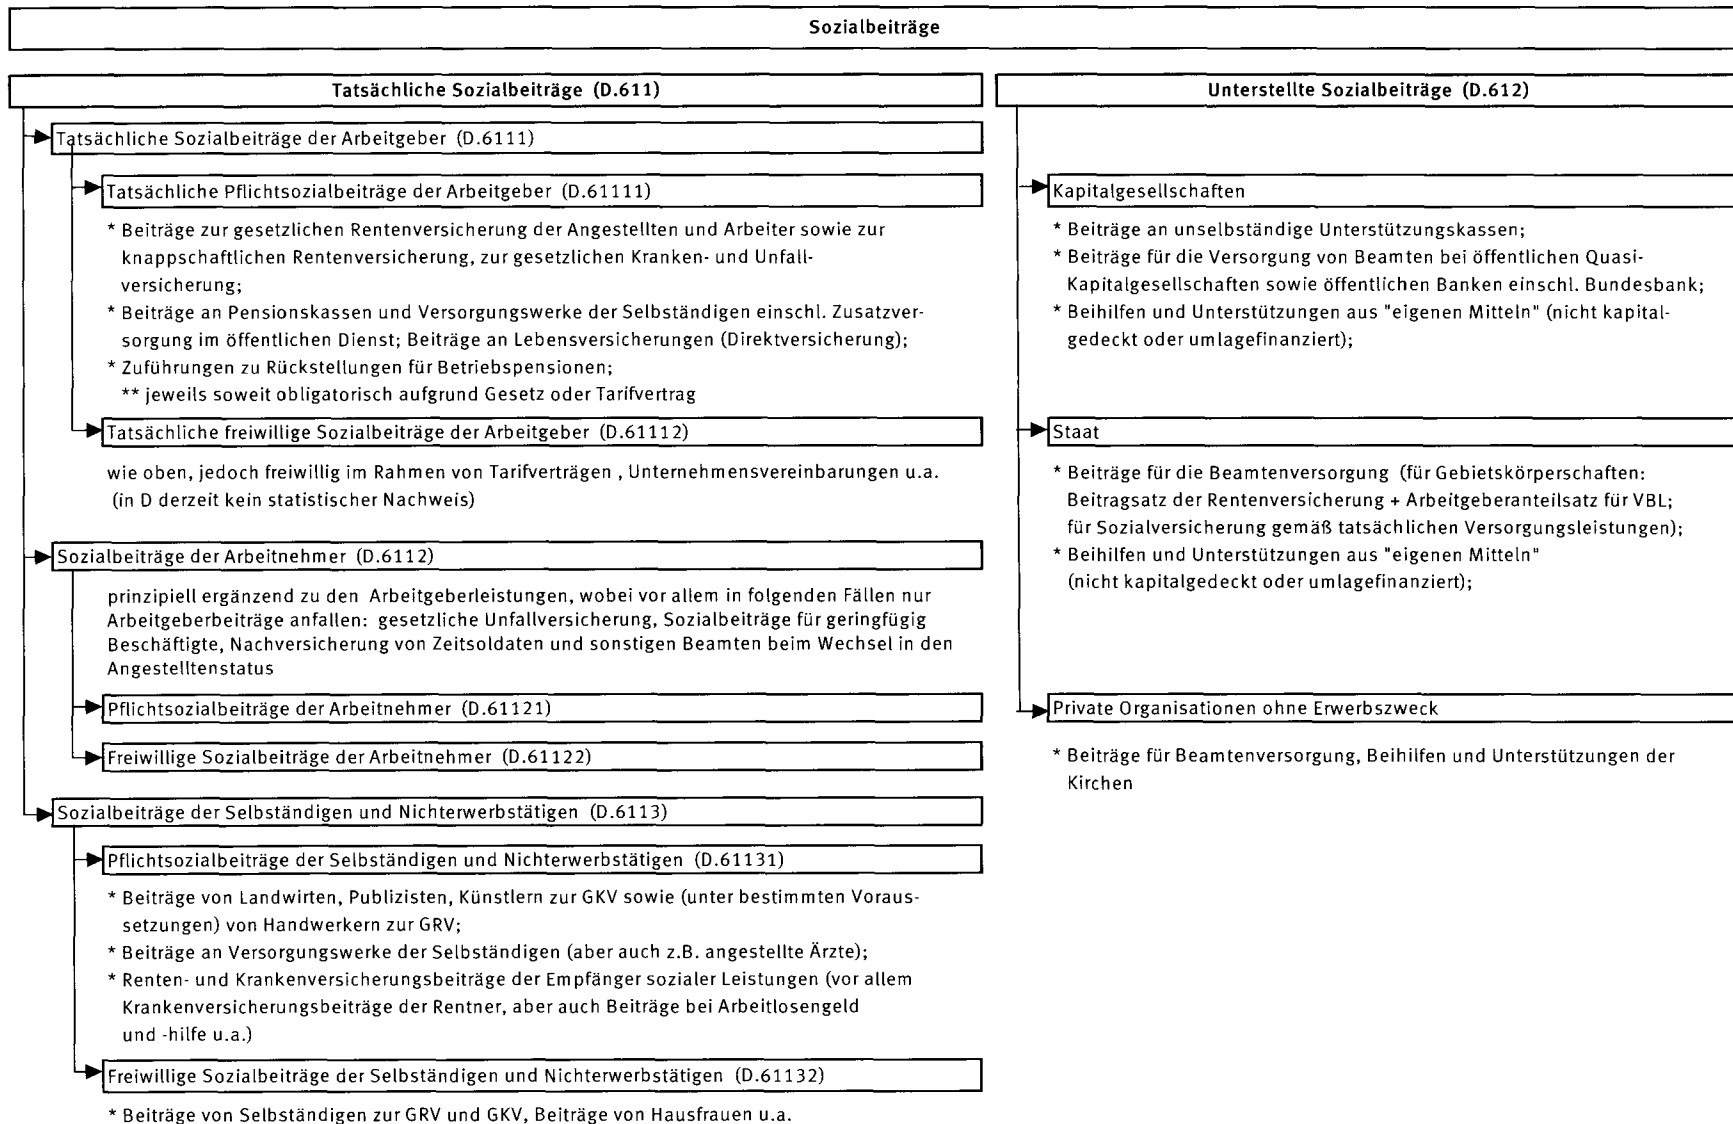 Sozialbeiträge
Tatsächliche Sozialbeiträge (D.611)
Tatsächliche Sozialbeiträge der Arbeitgeber (D.6111)
Tatsächliche Pflichtsozialbeiträge der Arbeitgeber (D.61111)
* Beiträge zur gesetzlichen Rentenversicherung der Angestellten und Arbeiter sowie zur
knappschaftlichen Rentenversicherung, zur gesetzlichen Kranken- und Unfall-
versicherung;
* Beiträge an Pensionskassen und Versorgungswerke der Selbständigen einschl. Zusatzver-
sorgung im öffentlichen Dienst; Beiträge an Lebensversicherungen (Direktversicherung);
* Zuführungen zu Rückstellungen für Betriebspensionen;
** jeweils soweit obligatorisch aufgrund Gesetz oder Tarifvertrag
Tatsächliche freiwillige Sozialbeiträge der Arbeitgeber (D.61112)
wie oben, jedoch freiwillig im Rahmen von Tarifverträgen , Unternehmensvereinbarungen u.a.
(in D derzeit kein statistischer Nachweis)
Sozialbeiträge der Arbeitnehmer (D.6112)
prinzipiell ergänzend zu den Arbeitgeberleistungen, wobei vor allem in folgenden Fällen nur
Arbeitgeberbeiträge anfallen: gesetzliche Unfallversicherung, Sozialbeiträge für geringfügig
Beschäftigte, Nachversicherung von Zeitsoldaten und sonstigen Beamten beim Wechsel in den
Angestelltenstatus
Pflichtsozialbeiträge der Arbeitnehmer (D.61121)
Freiwillige Sozialbeiträge der Arbeitnehmer (D.61122)
Sozialbeiträge der Selbständigen und Nichterwerbstätigen (D.6113)
Pflichtsozialbeiträge der Selbständigen und Nichterwerbstätigen (D.61131)
* Beiträge von Landwirten, Publizisten, Künstlern zur GKV sowie (unter bestimmten Voraus-
setzungen) von Handwerkern zur GRV;
* Beiträge an Versorgungswerke der Selbständigen (aber auch z.B. angestellte Ärzte);
* Renten- und Krankenversicherungsbeiträge der Empfänger sozialer Leistungen (vor allem
Krankenversicherungsbeiträge der Rentner, aber auch Beiträge bei Arbeitlosengeld
und -hilfe u.a.)
Freiwillige Sozialbeiträge der Selbständigen und Nichterwerbstätigen (D.61132)
* Beiträge von Selbständigen zur GRV und GKV, Beiträge von Hausfrauen u.a.
Unterstellte Sozialbeiträge (D.612)
Kapitalgesellschaften
* Beiträge an unselbständige Unterstützungskassen;
* Beiträge für die Versorgung von Beamten bei öffentlichen Quasi-
Kapitalgesellschaften sowie öffentlichen Banken einschl. Bundesbank;
* Beihilfen und Unterstützungen aus "eigenen Mitteln" (nicht kapital-
gedeckt oder umlagefinanziert);
Staat
* Beiträge für die Beamtenversorgung (für Gebietskörperschaften:
Beitragsatz der Rentenversicherung + Arbeitgeberanteilsatz für VBL;
für Sozialversicherung gemäß tatsächlichen Versorgungsleistungen);
* Beihilfen und Unterstützungen aus "eigenen Mitteln"
(nicht kapitalgedeckt oder umlagefinanziert);
Private Organisationen ohne Erwerbszweck
* Beiträge für Beamtenversorgung, Beihilfen und Unterstützungen der
Kirchen